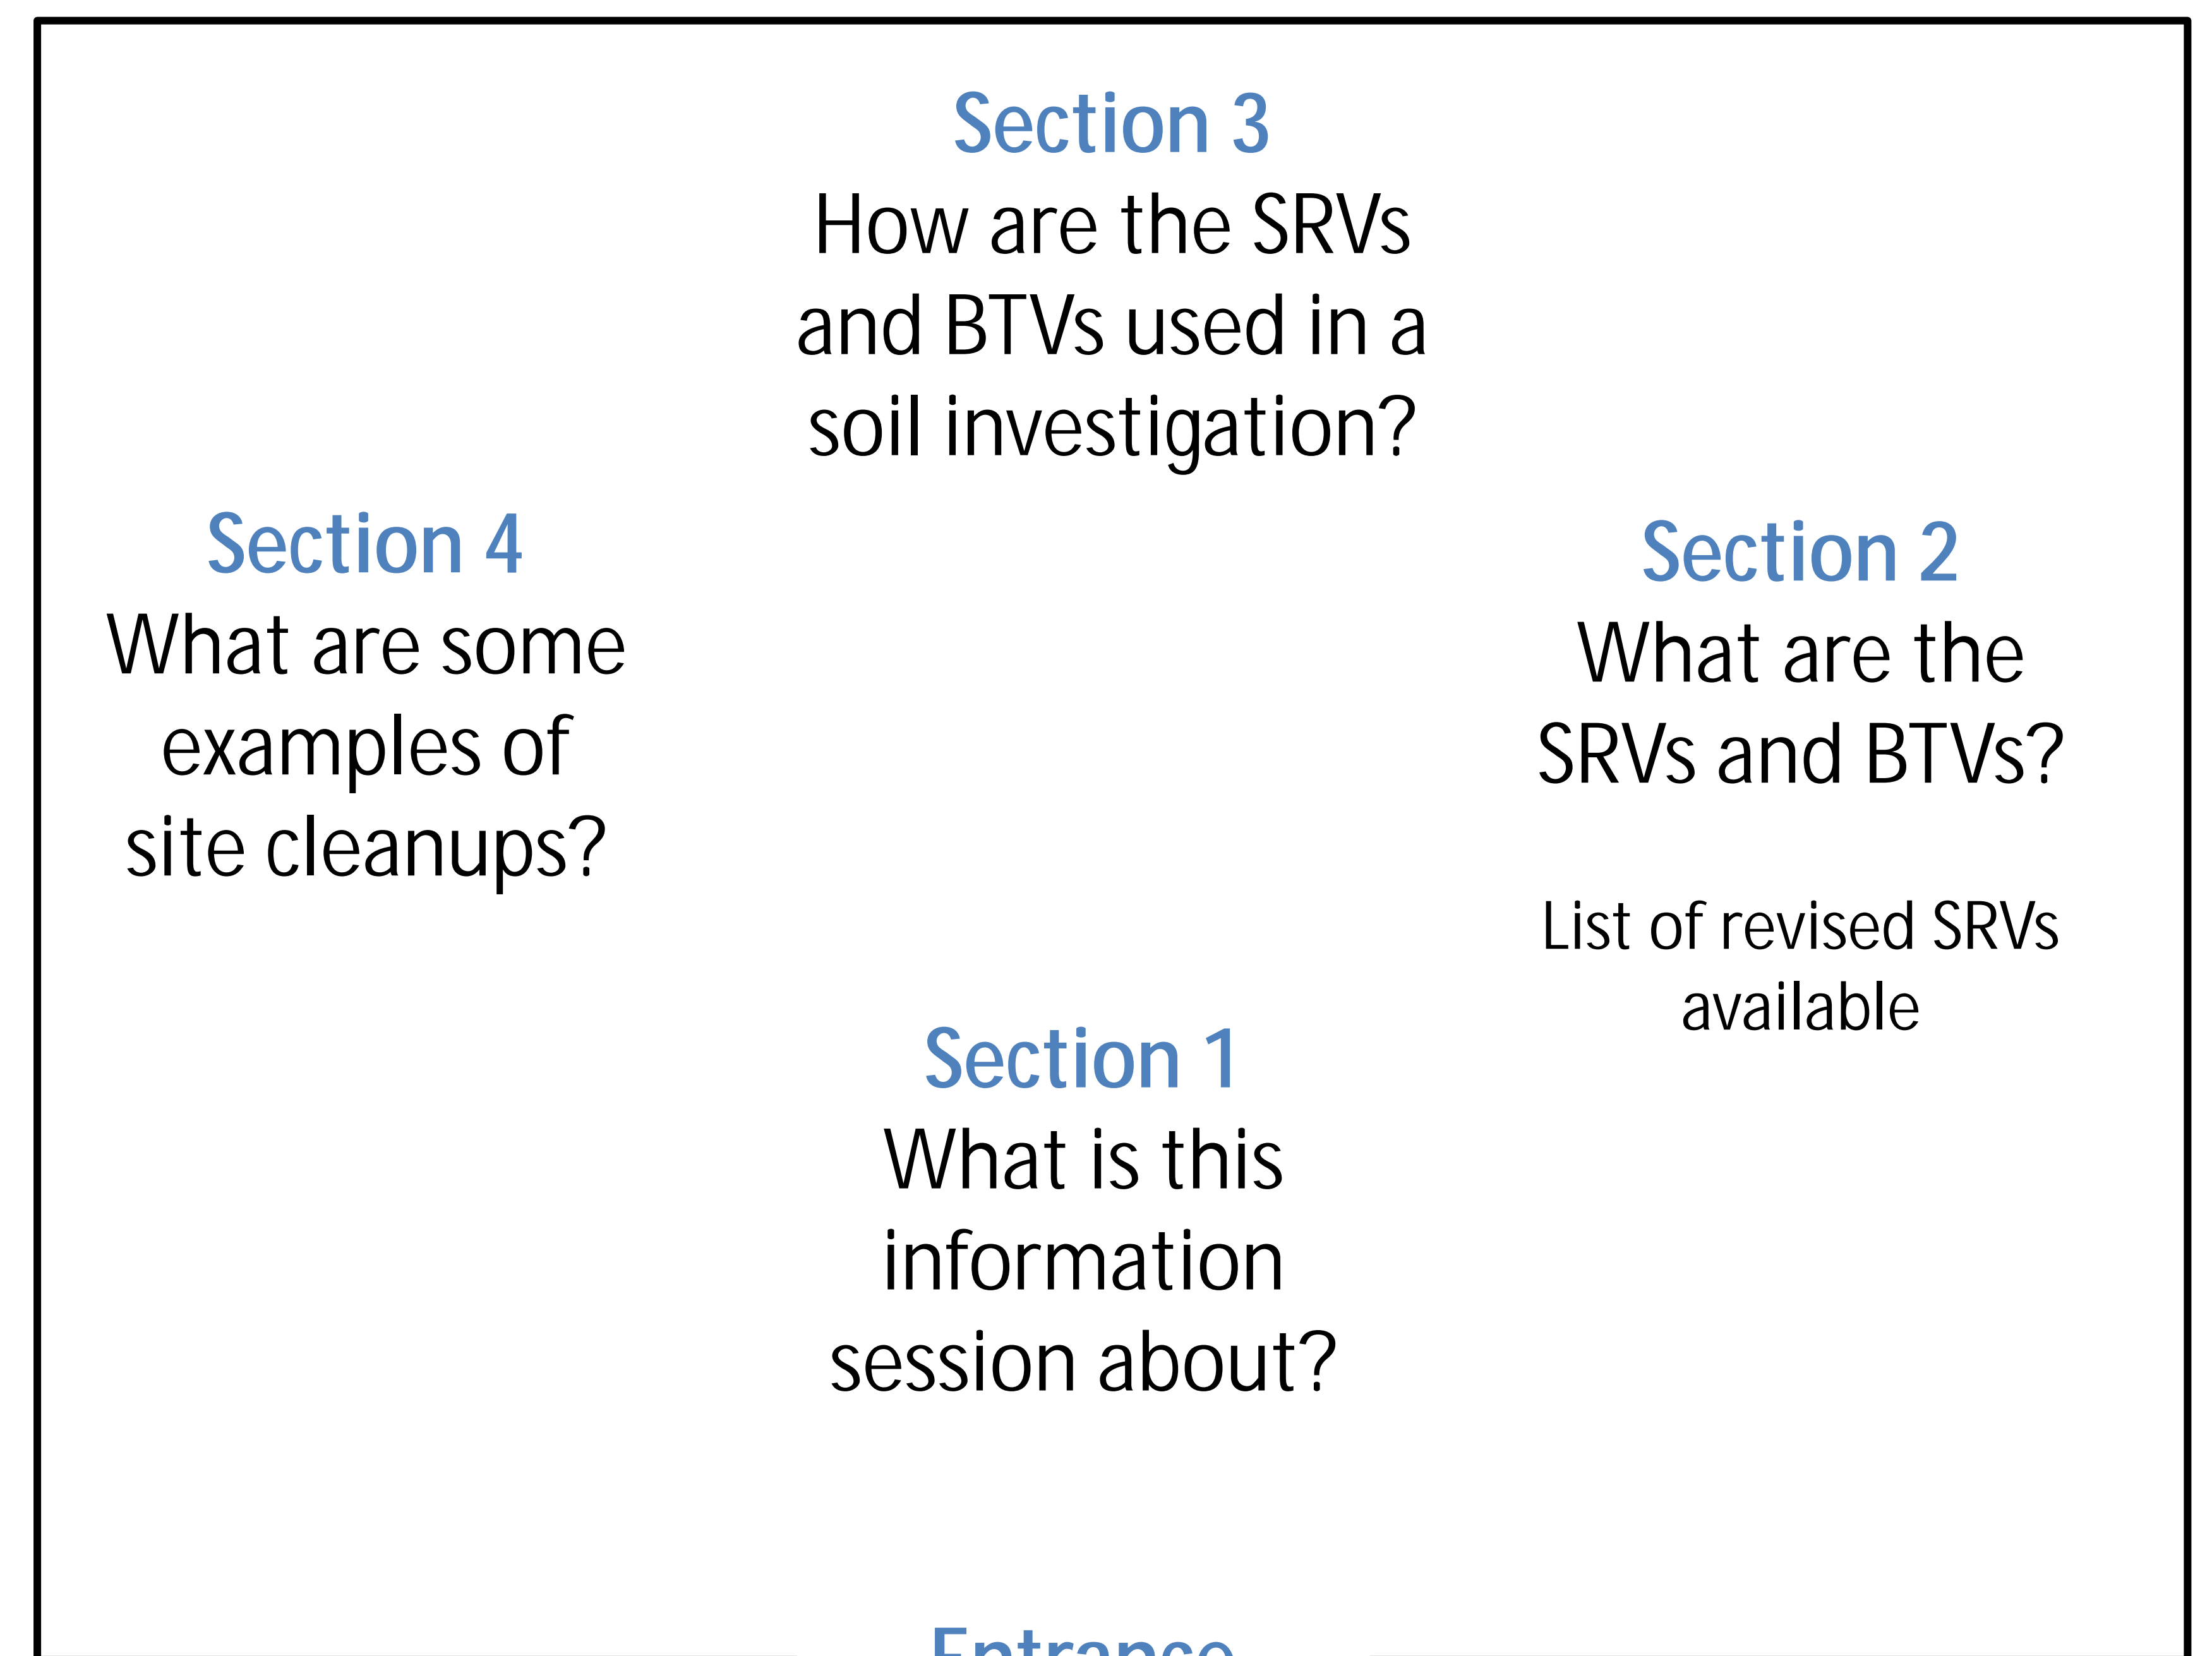 Section 3
How are the SRVs
and BTVs used in a
soil investigation?
Section 4
What are some
examples of
site cleanups?
Section 2
What are the
SRVs and BTVs?
List of revised SRVs
available
Section 1
What is this
information
session about?
Entrance